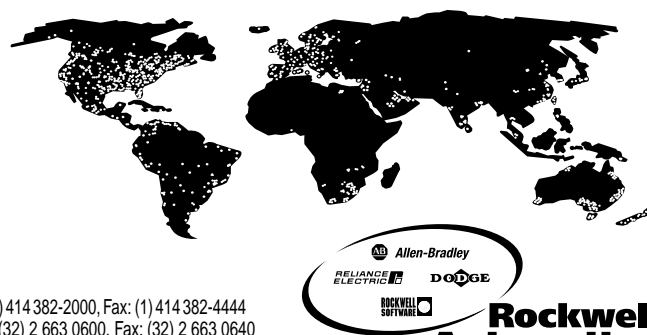 AB Allen-Bradley
RELIANCE ELECTRIC
DODGE
ROCKWELL SOFTWARE
) 414 382-2000, Fax: (1) 414 382-4444
(32) 2 663 0600, Fax: (32) 2 663 0640
Rockwel